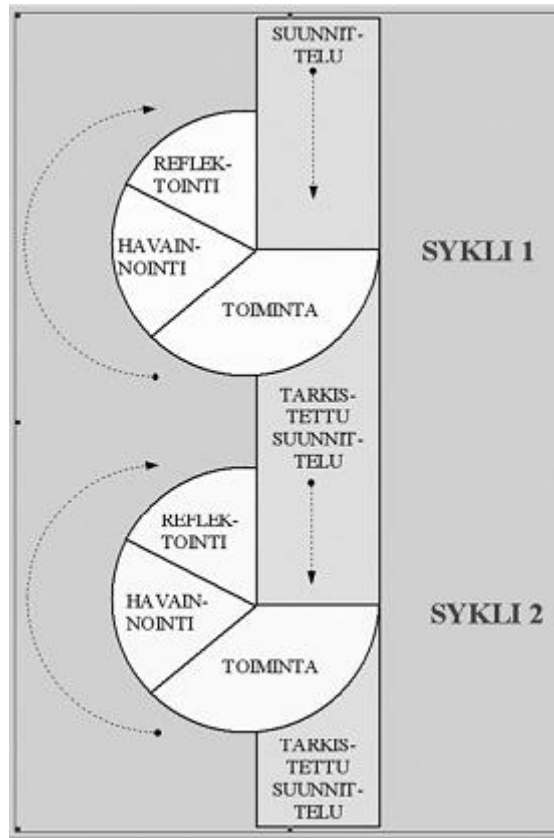 SUUNNIT-
TELU
REFLEK-
TOINTI
HAVAIN-
NOINTI
SYKLI 1
TOIMINTA
TARKIS-
TETTU
SUUNNIT-
TELU
REFLEK-
TOINTI
HAVAIN-
NOINTI
SYKLI 2
TOIMINTA
TARKIS-
TETTU
SUUNNIT-
TELU